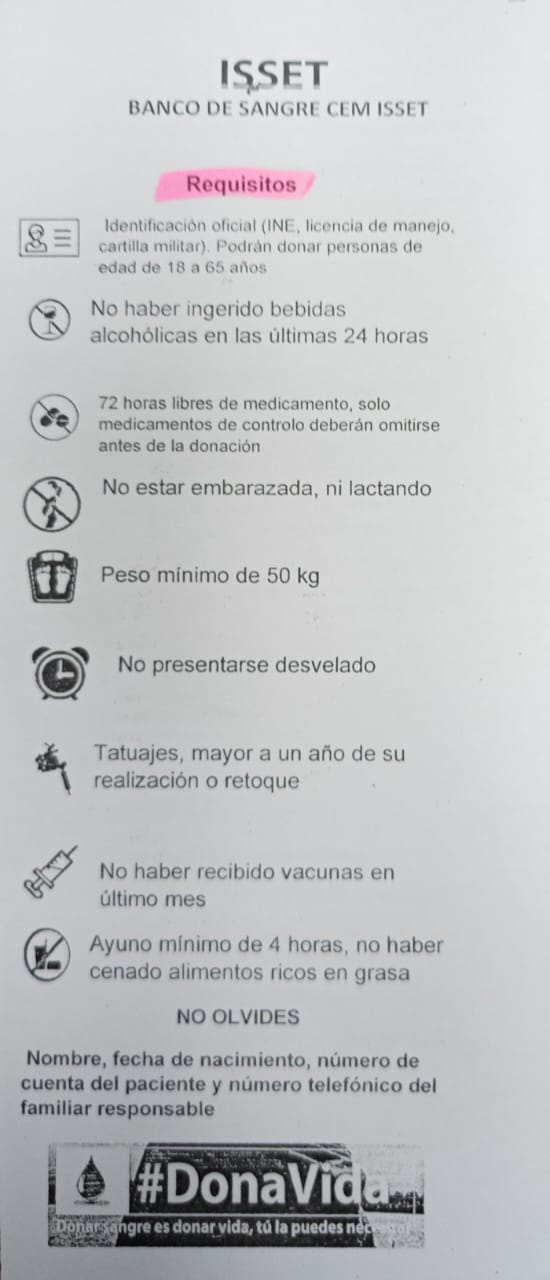 ISSET
BANCO DE SANGRE CEM ISSET
Requisitos
Identificación oficial (INE, licencia de manejo,
cartilla militar). Podrán donar personas de
edad de 18 a 65 años
No haber ingerido bebidas
alcohólicas en las últimas 24 horas
72 horas libres de medicamento, solo
medicamentos de controlo deberán omitirse
antes de la donación
No estar embarazada, ni lactando
Peso mínimo de 50 kg
No presentarse desvelado
Tatuajes, mayor a un año de su
realización o retoque
No haber recibido vacunas en
último mes
Ayuno mínimo de 4 horas, no haber
cenado alimentos ricos en grasa
NO OLVIDES
Nombre, fecha de nacimiento, número de
cuenta del paciente y número telefónico del
familiar responsable
#DonaVida
Donar sangre es donar vida, tú la puedes